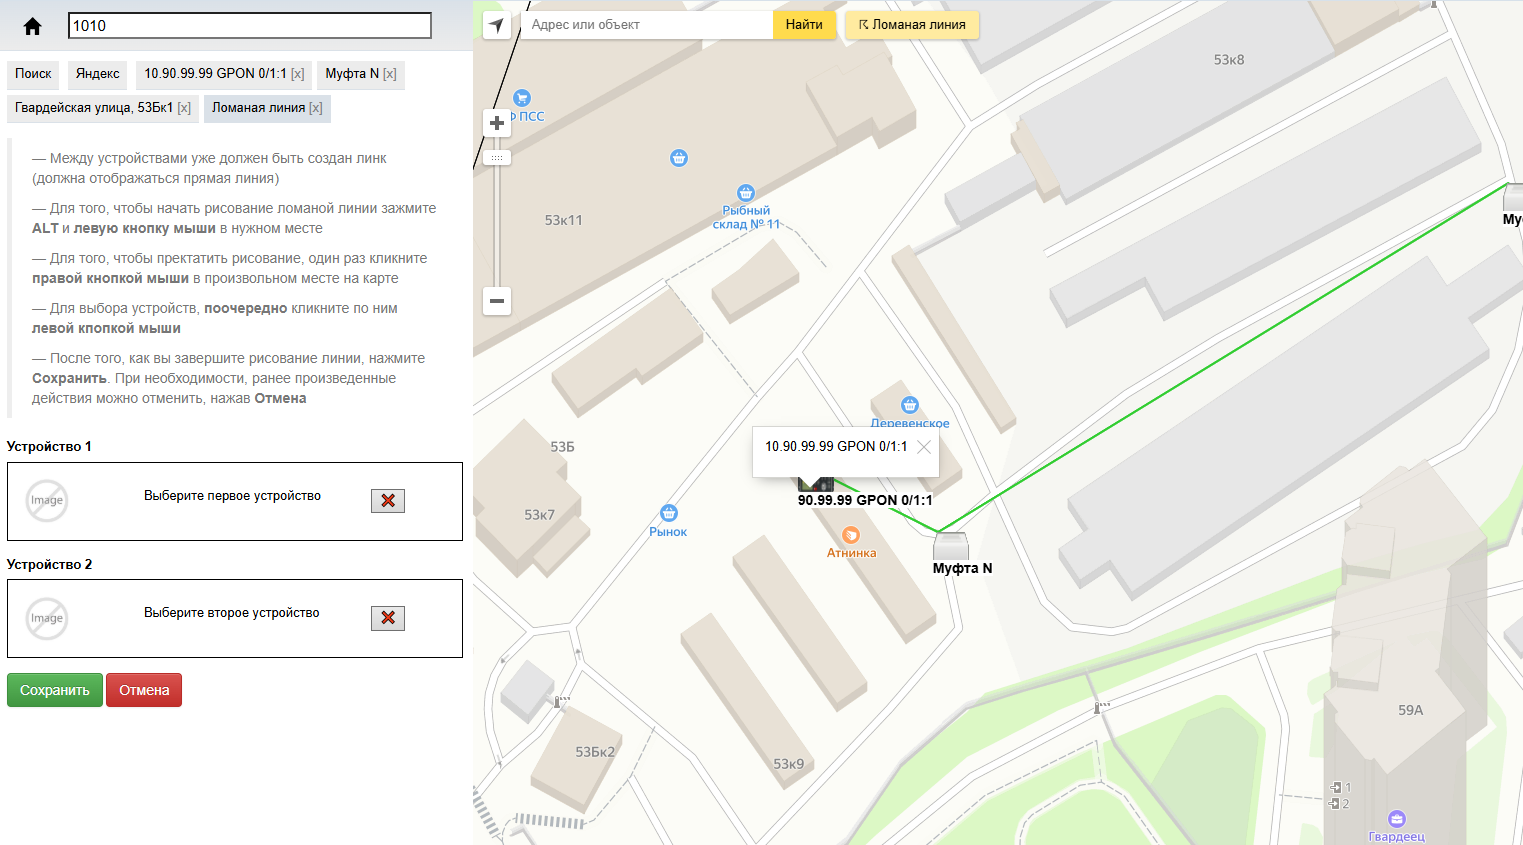 1010
Поиск
Яндекс
10.90.99.99 GPON 0/1:1 [x]
Муфта N [x]
Гвардейская улица, 53Бк1 [x]
Ломаная линия [x]
— Между устройствами уже должен быть создан линк
(должна отображаться прямая линия)
— Для того, чтобы начать рисование ломаной линии зажмите
ALT и левую кнопку мыши в нужном месте
— Для того, чтобы пректатить рисование, один раз кликните
правой кнопкой мыши в произвольном месте на карте
— Для выбора устройств, поочередно кликните по ним
левой кпопкой мыши
— После того, как вы завершите рисование линии, нажмите
Сохранить. При необходимости, ранее произведенные
действия можно отменить, нажав Отмена
Устройство 1
Image
Выберите первое устройство
Устройство 2
Image
Выберите второе устройство
Сохранить
Отмена
Адрес или объект
Найти
Ломаная линия
53к8
ПСС
53к11
Рыбный
склад № 11
Му
Деревенское
10.90.99.99 GPON 0/1:1
90.99.99 GPON 0/1:1
53Б
53к7
Рынок
Атнинка
Муфта N
53Бк2
53к9
59А
1
2
Гвардеец